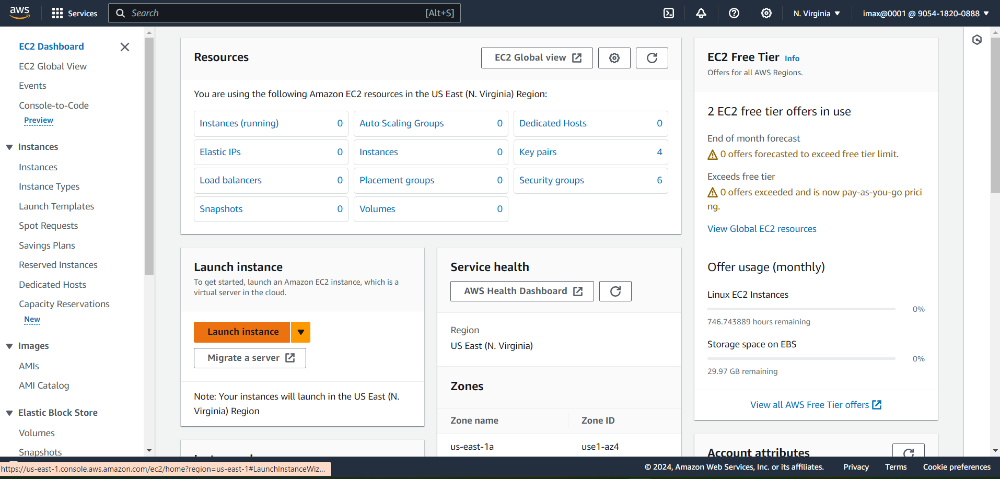 aws
Services
Search [Alt+S]
N. Virginia
imax@0001 @ 9054-1820-0888
EC2 Dashboard
EC2 Global View
Events
Console-to-Code
Preview
Instances
Instances
Instance Types
Launch Templates
Spot Requests
Savings Plans
Reserved Instances
Dedicated Hosts
Capacity Reservations
New
Images
AMIs
AMI Catalog
Elastic Block Store
Volumes
Snapshots
Resources
EC2 Global view
You are using the following Amazon EC2 resources in the US East (N. Virginia) Region:
Instances (running) 0
Auto Scaling Groups 0
Dedicated Hosts 0
Elastic IPs 0
Instances 0
Key pairs 4
Load balancers 0
Placement groups 0
Security groups 6
Snapshots 0
Volumes 0
Launch instance
To get started, launch an Amazon EC2 instance, which is a
virtual server in the cloud.
Launch instance
Migrate a server
Note: Your instances will launch in the US East (N.
Virginia) Region
Service health
AWS Health Dashboard
Region
US East (N. Virginia)
Zones
Zone name Zone ID
us-east-1a use1-az4
EC2 Free Tier Info
Offers for all AWS Regions.
2 EC2 free tier offers in use
End of month forecast
0 offers forecasted to exceed free tier limit.
Exceeds free tier
0 offers exceeded and is now pay-as-you-go prici
ng.
View Global EC2 resources
Offer usage (monthly)
Linux EC2 Instances
0%
746.743889 hours remaining
Storage space on EBS
0%
29.97 GB remaining
View all AWS Free Tier offers
Account attributes
https://us-east-1.console.aws.amazon.com/ec2/home?region=us-east-1#LaunchInstanceWiz...
© 2024, Amazon Web Services, Inc. or its affiliates.
Privacy
Terms
Cookie preferences